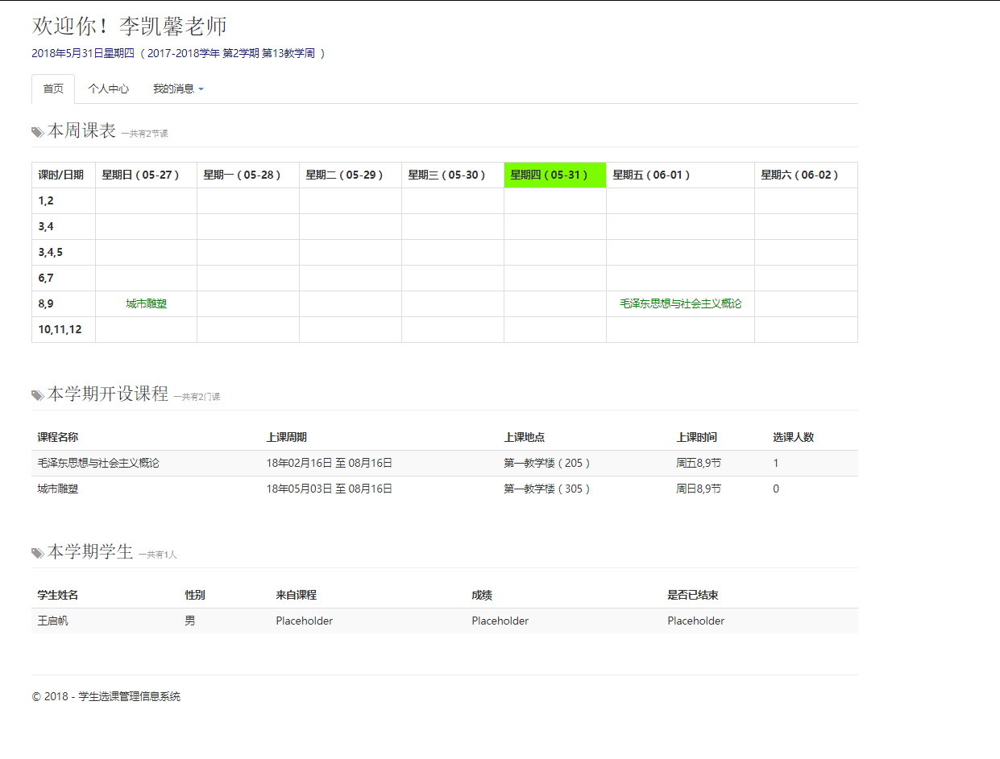 欢迎你！李凯馨老师
2018年5月31日星期四 （ 2017-2018学年 第2学期 第13教学周 ）
首页 个人中心 我的消息
本周课表 一共有2节课
课时/日期 星期日（05-27） 星期一（05-28） 星期二（05-29） 星期三（05-30） 星期四（05-31） 星期五（06-01） 星期六（06-02）
1,2
3,4
3,4,5
6,7
8,9 城市雕塑 毛泽东思想与社会主义概论
10,11,12
本学期开设课程 一共有2门课
课程名称 上课周期 上课地点 上课时间 选课人数
毛泽东思想与社会主义概论 18年02月16日 至 08月16日 第一教学楼（205） 周五8,9节 1
城市雕塑 18年05月03日 至 08月16日 第一教学楼（305） 周日8,9节 0
本学期学生 一共有1人
学生姓名 性别 来自课程 成绩 是否已结束
王启帆 男 Placeholder Placeholder Placeholder
© 2018 - 学生选课管理信息系统